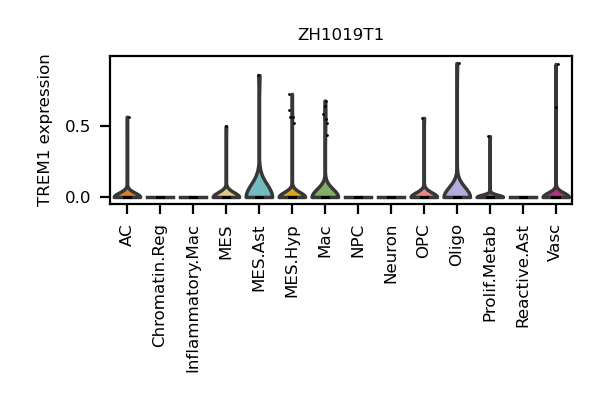 ZH1019T1
TREM1 expression
0.5
0.0
AC
Chromatin.Reg
Inflammatory.Mac
MES
MES.Ast
MES.Hyp
Mac
NPC
Neuron
OPC
Oligo
Prolif.Metab
Reactive.Ast
Vasc